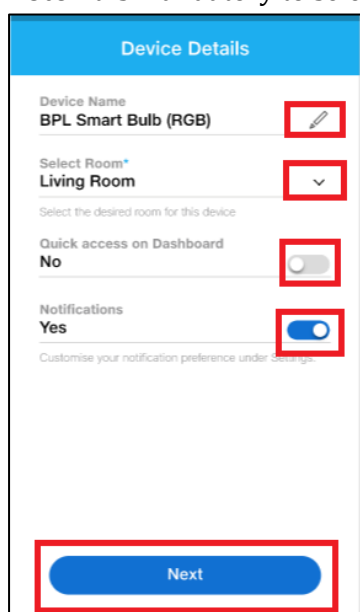 Device Details
Device Name
BPL Smart Bulb (RGB)
Select Room*
Living Room
Select the desired room for this device
Quick access on Dashboard
No
Notifications
Yes
Customise your notification preference under Settings.
Next